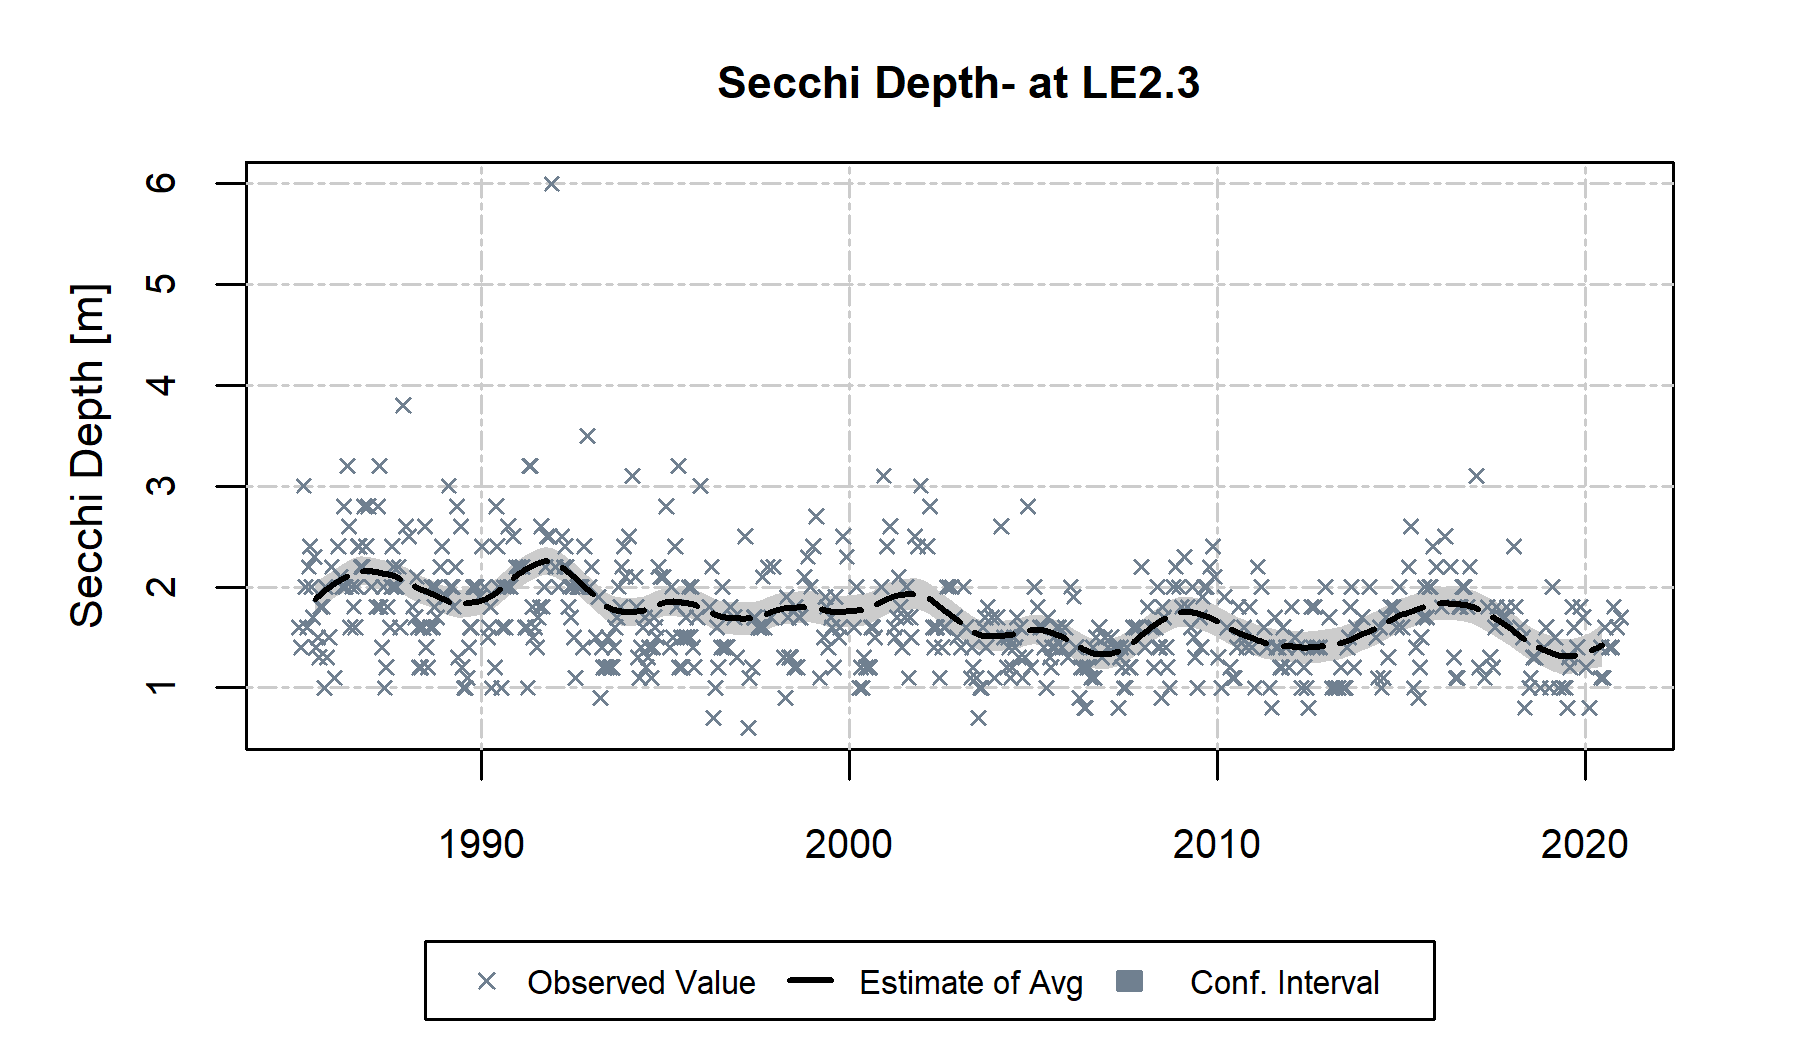 Secchi Depth- at LE2.3
Secchi Depth [m]
6
5
4
3
2
1
1990 2000 2010 2020
Observed Value Estimate of Avg Conf. Interval